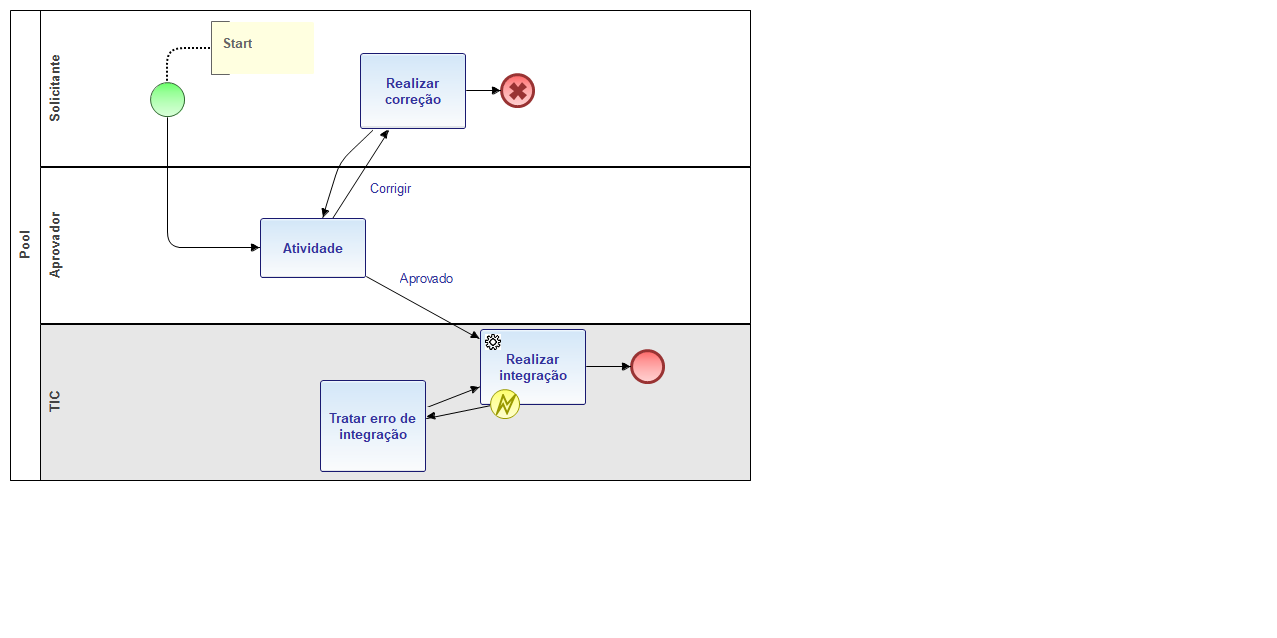 Pool
Solicitante
Start
Realizar
correção
Corrigir
Aprovador
Atividade
Aprovado
TIC
Realizar
integração
Tratar erro de
integração